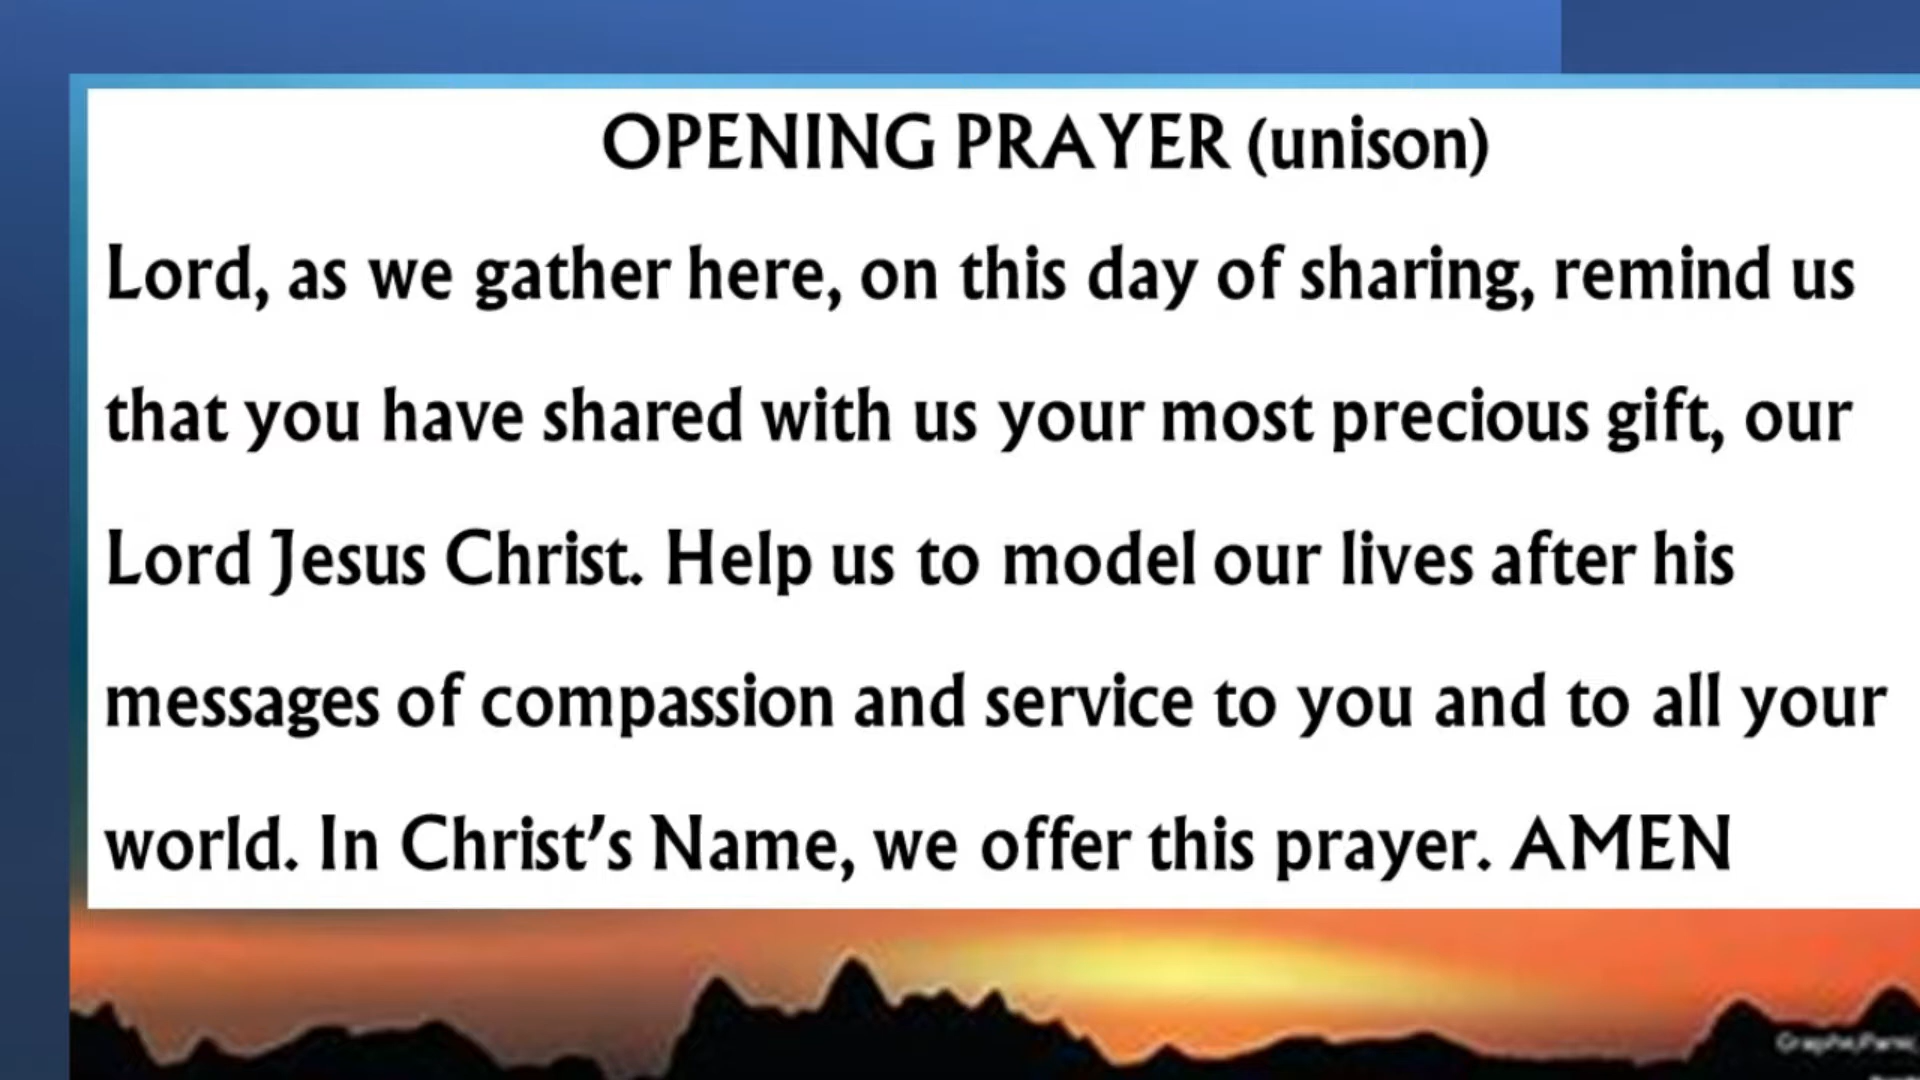 OPENING PRAYER (unison)
Lord, as we gather here, on this day of sharing, remind us
that you have shared with us your most precious gift, our
Lord Jesus Christ. Help us to model our lives after his
messages of compassion and service to you and to all your
world. In Christ’s Name, we offer this prayer. AMEN